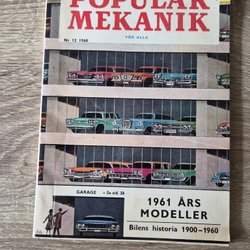 POPULÄR
MEKANIK
FÖR ALLA
Nr 12 1960
GARAGE – Se sid. 56
1961 ÅRS
MODELLER
Bilens historia 1900–1960